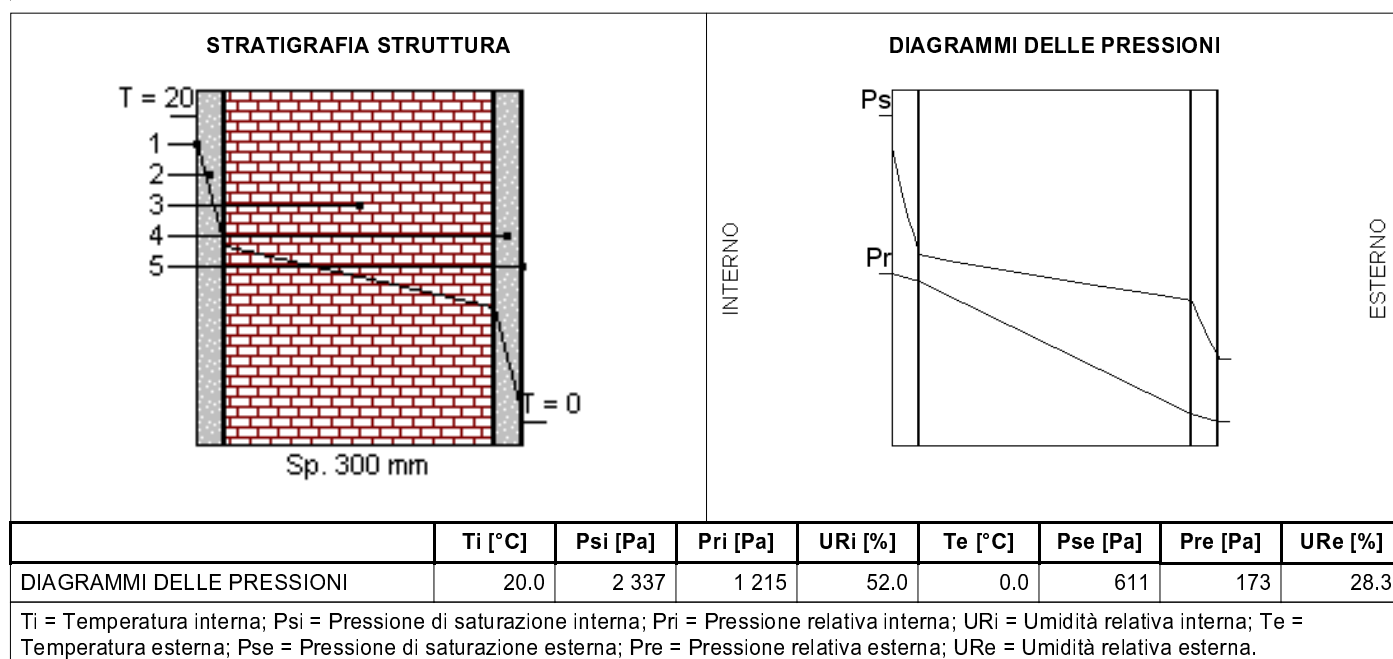 STRATIGRAFIA STRUTTURA
T = 20
1
2
3
4
5
T = 0
Sp. 300 mm
DIAGRAMMI DELLE PRESSIONI
Ps
Pr
INTERNO
ESTERNO
Ti [°C] Psi [Pa] Pri [Pa] URi [%] Te [°C] Pse [Pa] Pre [Pa] URe [%]
DIAGRAMMI DELLE PRESSIONI 20.0 2 337 1 215 52.0 0.0 611 173 28.3
Ti = Temperatura interna; Psi = Pressione di saturazione interna; Pri = Pressione relativa interna; URi = Umidità relativa interna; Te =
Temperatura esterna; Pse = Pressione di saturazione esterna; Pre = Pressione relativa esterna; URe = Umidità relativa esterna.